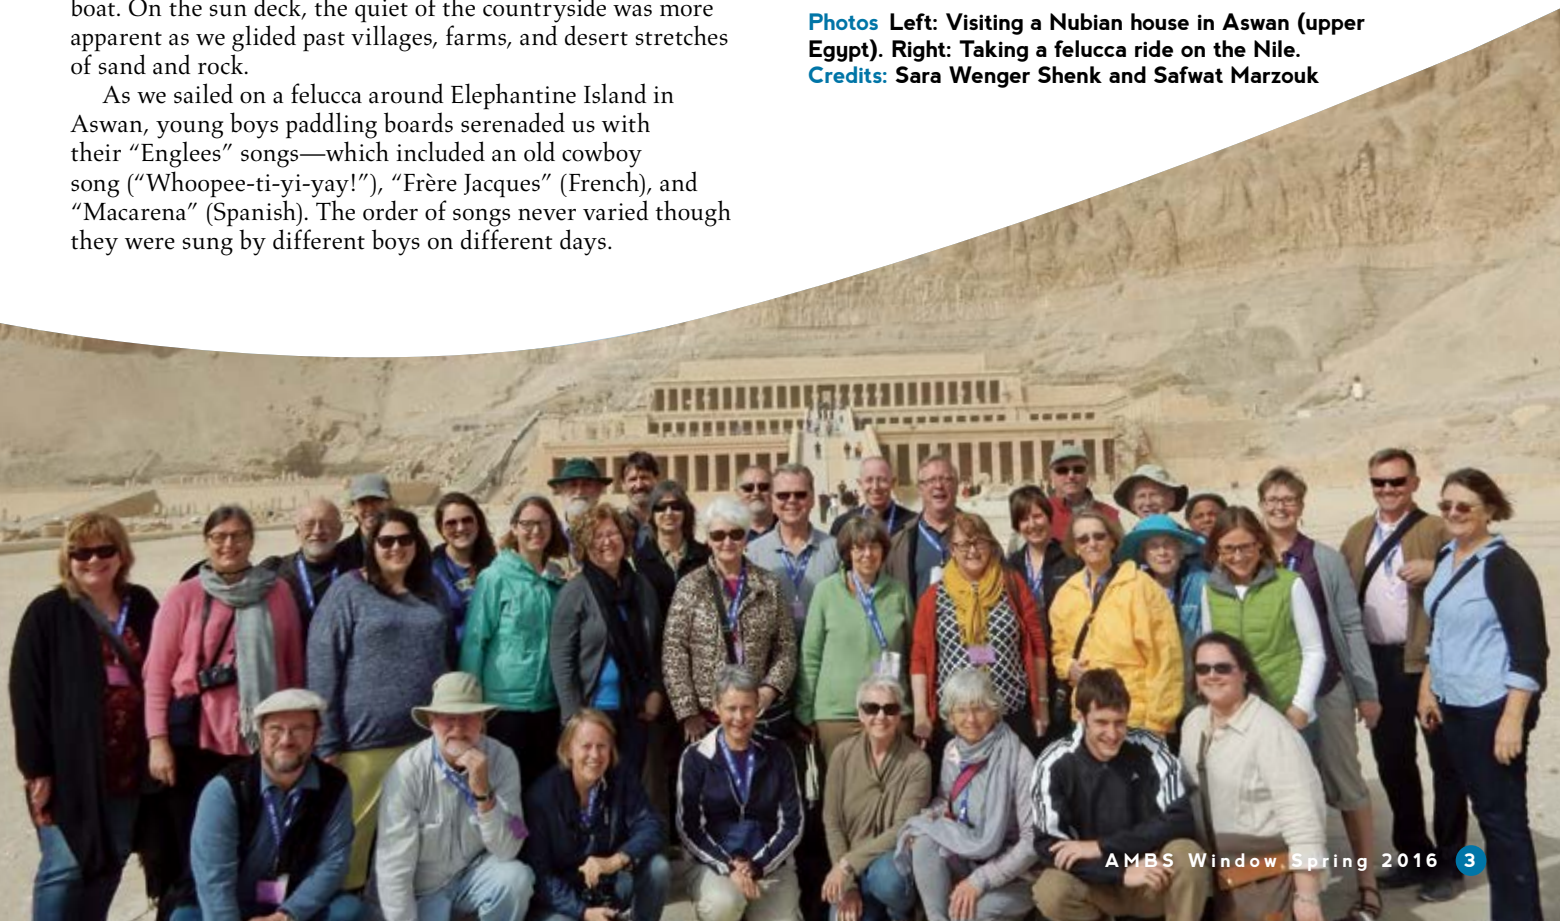 boat. On the sun deck, the quiet of the countryside was more
apparent as we glided past villages, farms, and desert stretches
of sand and rock.
As we sailed on a felucca around Elephantine Island in
Aswan, young boys paddling boards serenaded us with
their “Englees” songs—which included an old cowboy
song (“Whoopee-ti-yi-yay!”), “Frère Jacques” (French), and
“Macarena” (Spanish). The order of songs never varied though
they were sung by different boys on different days.
Photos Left: Visiting a Nubian house in Aswan (upper
Egypt). Right: Taking a felucca ride on the Nile.
Credits: Sara Wenger Shenk and Safwat Marzouk
AMBS Window Spring 2016 3